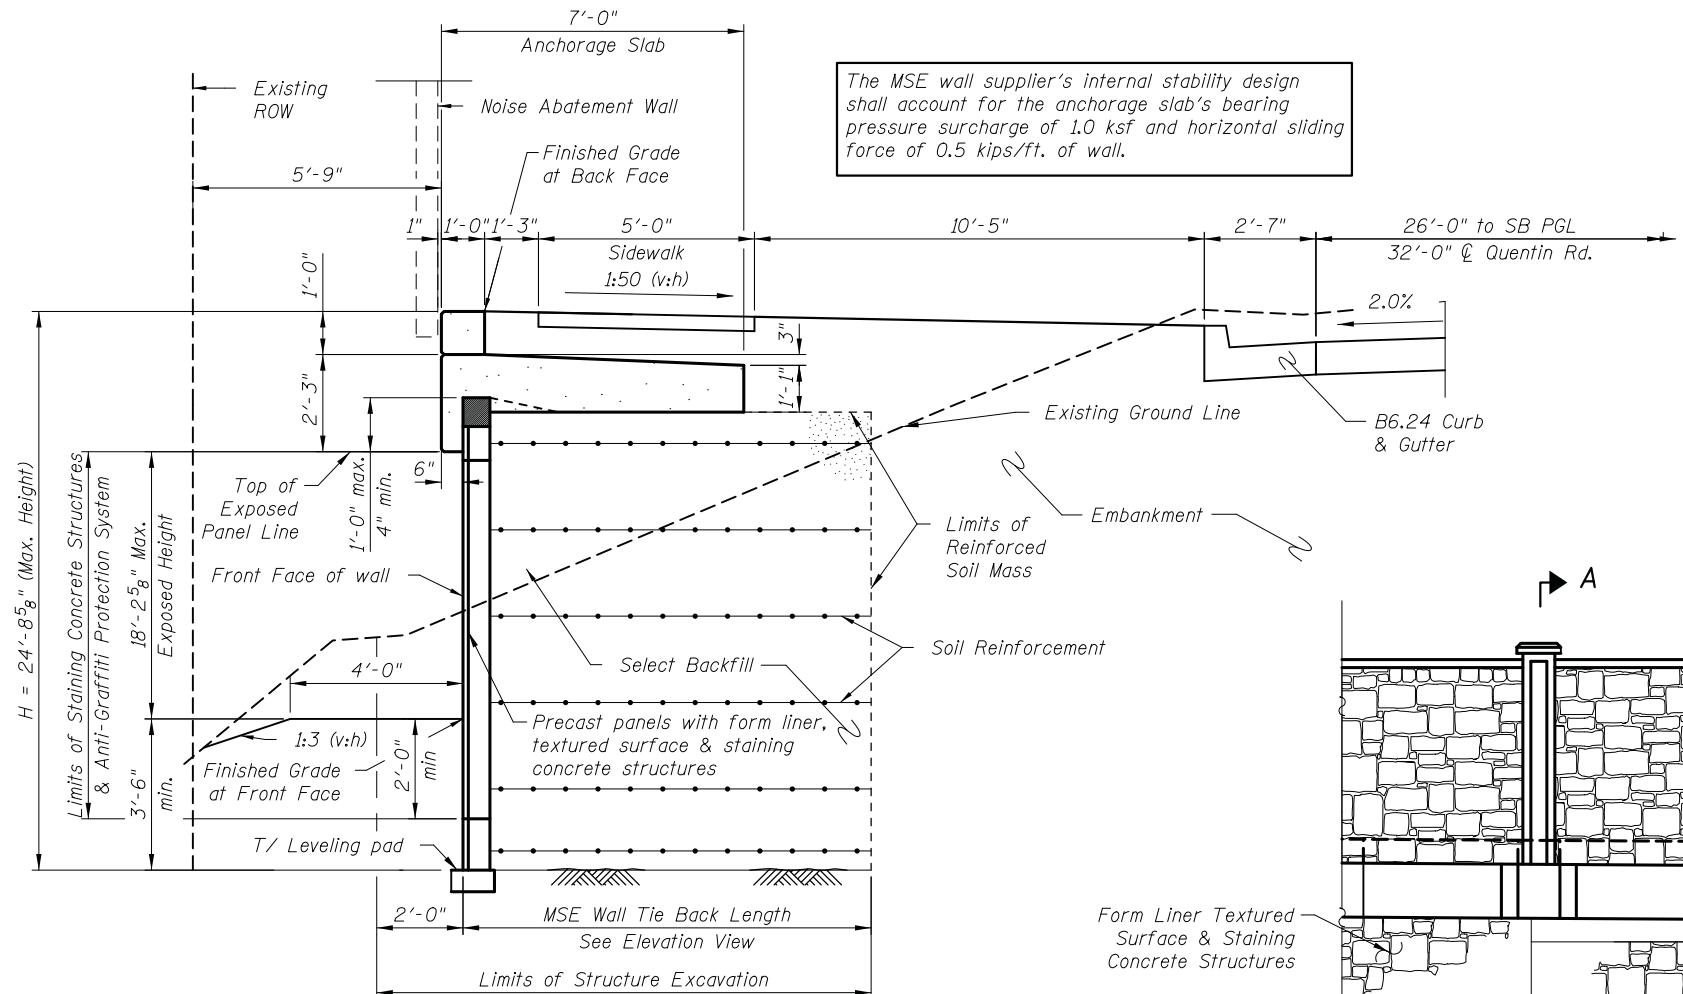 7'-0"
Anchorage Slab
Existing
ROW
Noise Abatement Wall
The MSE wall supplier's internal stability design
shall account for the anchorage slab's bearing
pressure surcharge of 1.0 ksf and horizontal sliding
force of 0.5 kips/ft. of wall.
Finished Grade
at Back Face
5'-9"
1" 1'-0" 1'-3" 5'-0" 10'-5" 2'-7" 26'-0" to SB PGL
Sidewalk
32'-0" ℄ Quentin Rd.
1:50 (v:h)
2.0%
1'-0"
3"
2'-3"
1'-1"
Existing Ground Line
B6.24 Curb
& Gutter
6"
1'-0" max.
4" min.
Top of
Exposed
Panel Line
H = 24'-8 5/8" (Max. Height)
Limits of Staining Concrete Structures
& Anti-Graffiti Protection System
18'-2 5/8" Max.
Exposed Height
Embankment
Limits of
Reinforced
Soil Mass
Front Face of wall
A
Soil Reinforcement
Select Backfill
4'-0"
Precast panels with form liner,
textured surface & staining
concrete structures
1:3 (v:h)
Finished Grade
at Front Face
2'-0"
min
3'-6"
min.
T/ Leveling pad
2'-0"
MSE Wall Tie Back Length
See Elevation View
Limits of Structure Excavation
Form Liner Textured
Surface & Staining
Concrete Structures